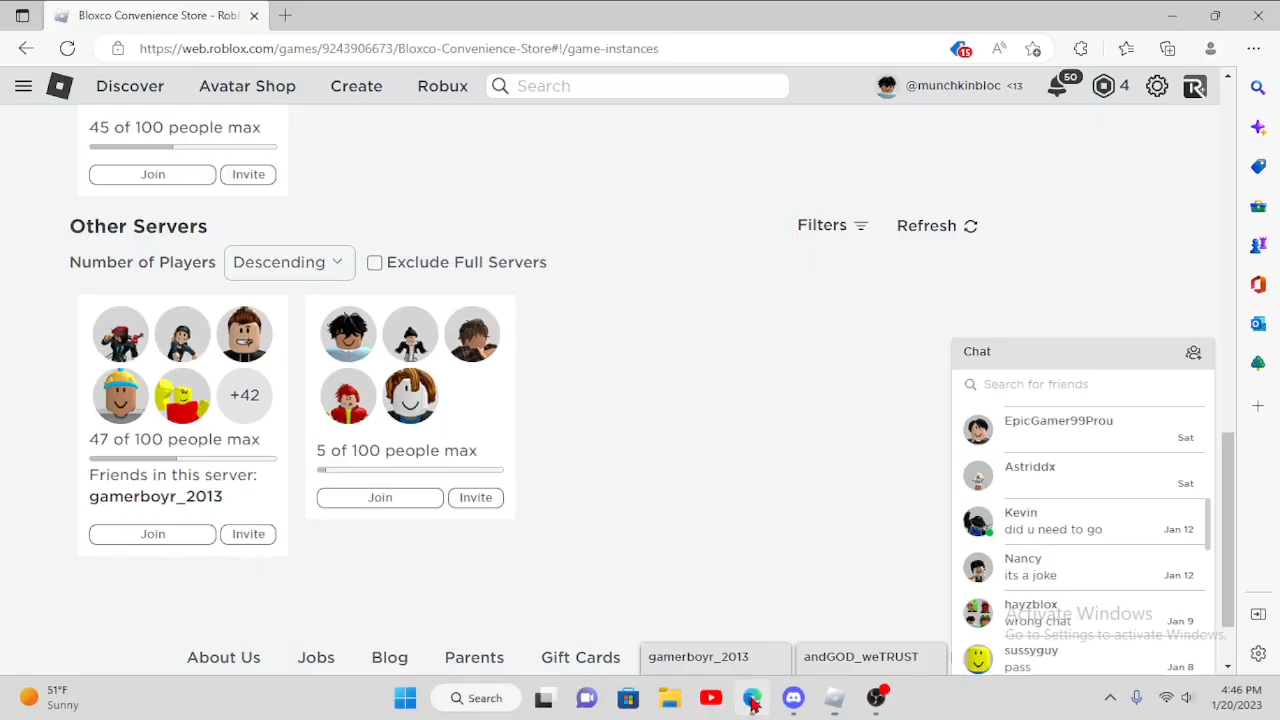 Bloxco Convenience Store - Robl
https://web.roblox.com/games/9243906673/Bloxco-Convenience-Store#!/game-instances
15
Discover
Avatar Shop
Create
Robux
Search
@munchkinbloc <13
50
4
45 of 100 people max
Join
Invite
Other Servers
Filters
Refresh
Number of Players
Descending
Exclude Full Servers
+42
47 of 100 people max
Friends in this server:
gamerboyr_2013
Join
Invite
5 of 100 people max
Join
Invite
Chat
Search for friends
EpicGamer99Prou
Sat
Astriddx
Sat
Kevin
did u need to go
Jan 12
Nancy
its a joke
Jan 12
hayzblox
wrong chat
Jan 9
sussyguy
pass
Jan 8
Activate Windows
Go to Settings to activate Windows.
About Us
Jobs
Blog
Parents
Gift Cards
gamerboyr_2013
andGOD_weTRUST
51°F
Sunny
Search
4:46 PM
1/20/2023